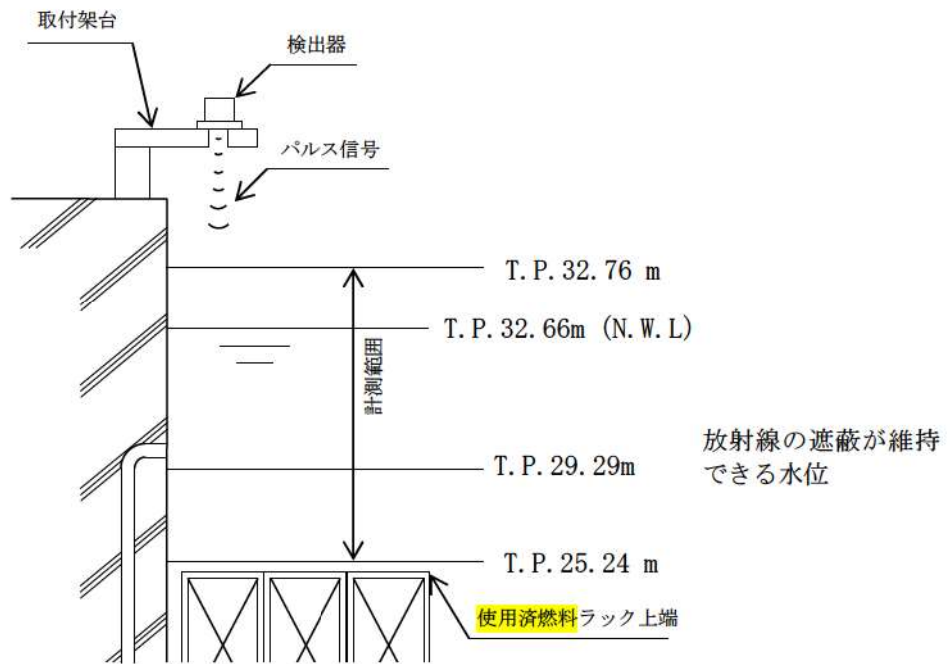 取付架台
検出器
パルス信号
T.P.32.76 m
T.P.32.66m (N.W.L)
計測範囲
T.P.29.29m
放射線の遮蔽が維持
できる水位
T.P.25.24 m
使用済燃料ラック上端